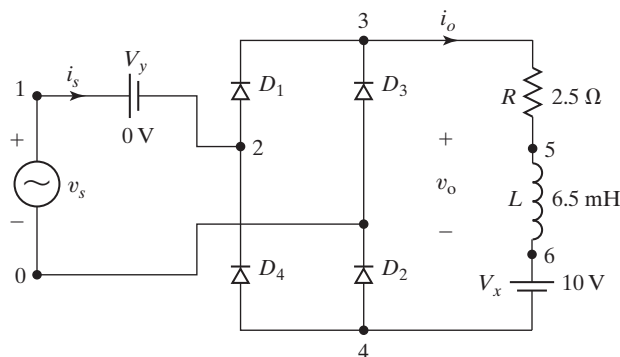 3
i_o
V_y
1
i_s
D_1
D_3
R
2.5 Ω
+
0 V
2
+
5
v_s
v_o
L
6.5 mH
−
−
6
0
D_4
D_2
V_x
10 V
4